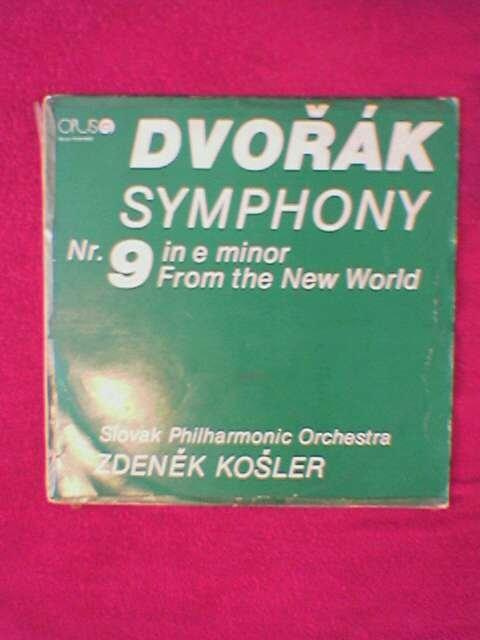 OPUS
DVOŘÁK
SYMPHONY
Nr. 9 in e minor
From the New World
Slovak Philharmonic Orchestra
ZDENĚK KOŠLER